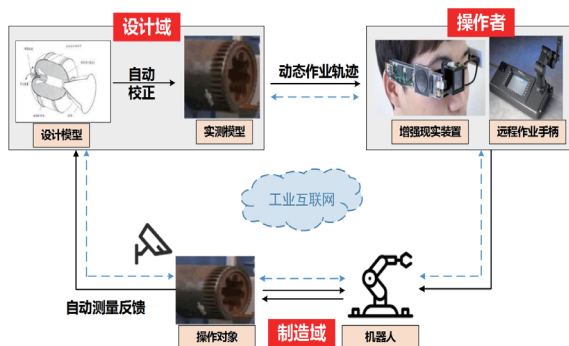 设计域
操作者
自动
校正
动态作业轨迹
设计模型
实测模型
增强现实装置
远程作业手柄
工业互联网
自动测量反馈
操作对象
制造域
机器人